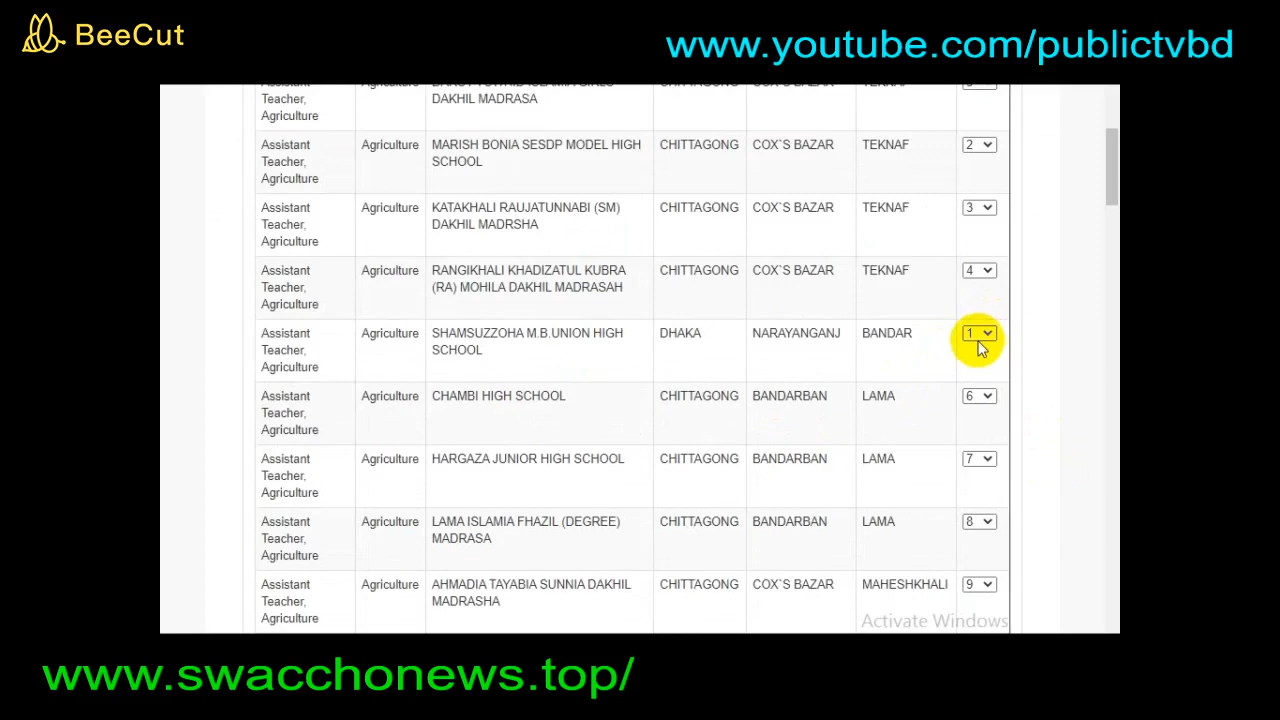 BeeCut
www.youtube.com/publictvbd
Teacher, DAKHIL MADRASA
Agriculture
Assistant Agriculture MARISH BONIA SESDP MODEL HIGH CHITTAGONG COX`S BAZAR TEKNAF 2
Teacher, SCHOOL
Agriculture
Assistant Agriculture KATAKHALI RAUJATUNNABI (SM) CHITTAGONG COX`S BAZAR TEKNAF 3
Teacher, DAKHIL MADRSHA
Agriculture
Assistant Agriculture RANGIKHALI KHADIZATUL KUBRA CHITTAGONG COX`S BAZAR TEKNAF 4
Teacher, (RA) MOHILA DAKHIL MADRASAH
Agriculture
Assistant Agriculture SHAMSUZZOHA M.B.UNION HIGH DHAKA NARAYANGANJ BANDAR 1
Teacher, SCHOOL
Agriculture
Assistant Agriculture CHAMBI HIGH SCHOOL CHITTAGONG BANDARBAN LAMA 6
Teacher,
Agriculture
Assistant Agriculture HARGAZA JUNIOR HIGH SCHOOL CHITTAGONG BANDARBAN LAMA 7
Teacher,
Agriculture
Assistant Agriculture LAMA ISLAMIA FHAZIL (DEGREE) CHITTAGONG BANDARBAN LAMA 8
Teacher, MADRASA
Agriculture
Assistant Agriculture AHMADIA TAYABIA SUNNIA DAKHIL CHITTAGONG COX`S BAZAR MAHESHKHALI 9
Teacher, MADRASHA
Agriculture
Activate Windows
www.swacchonews.top/